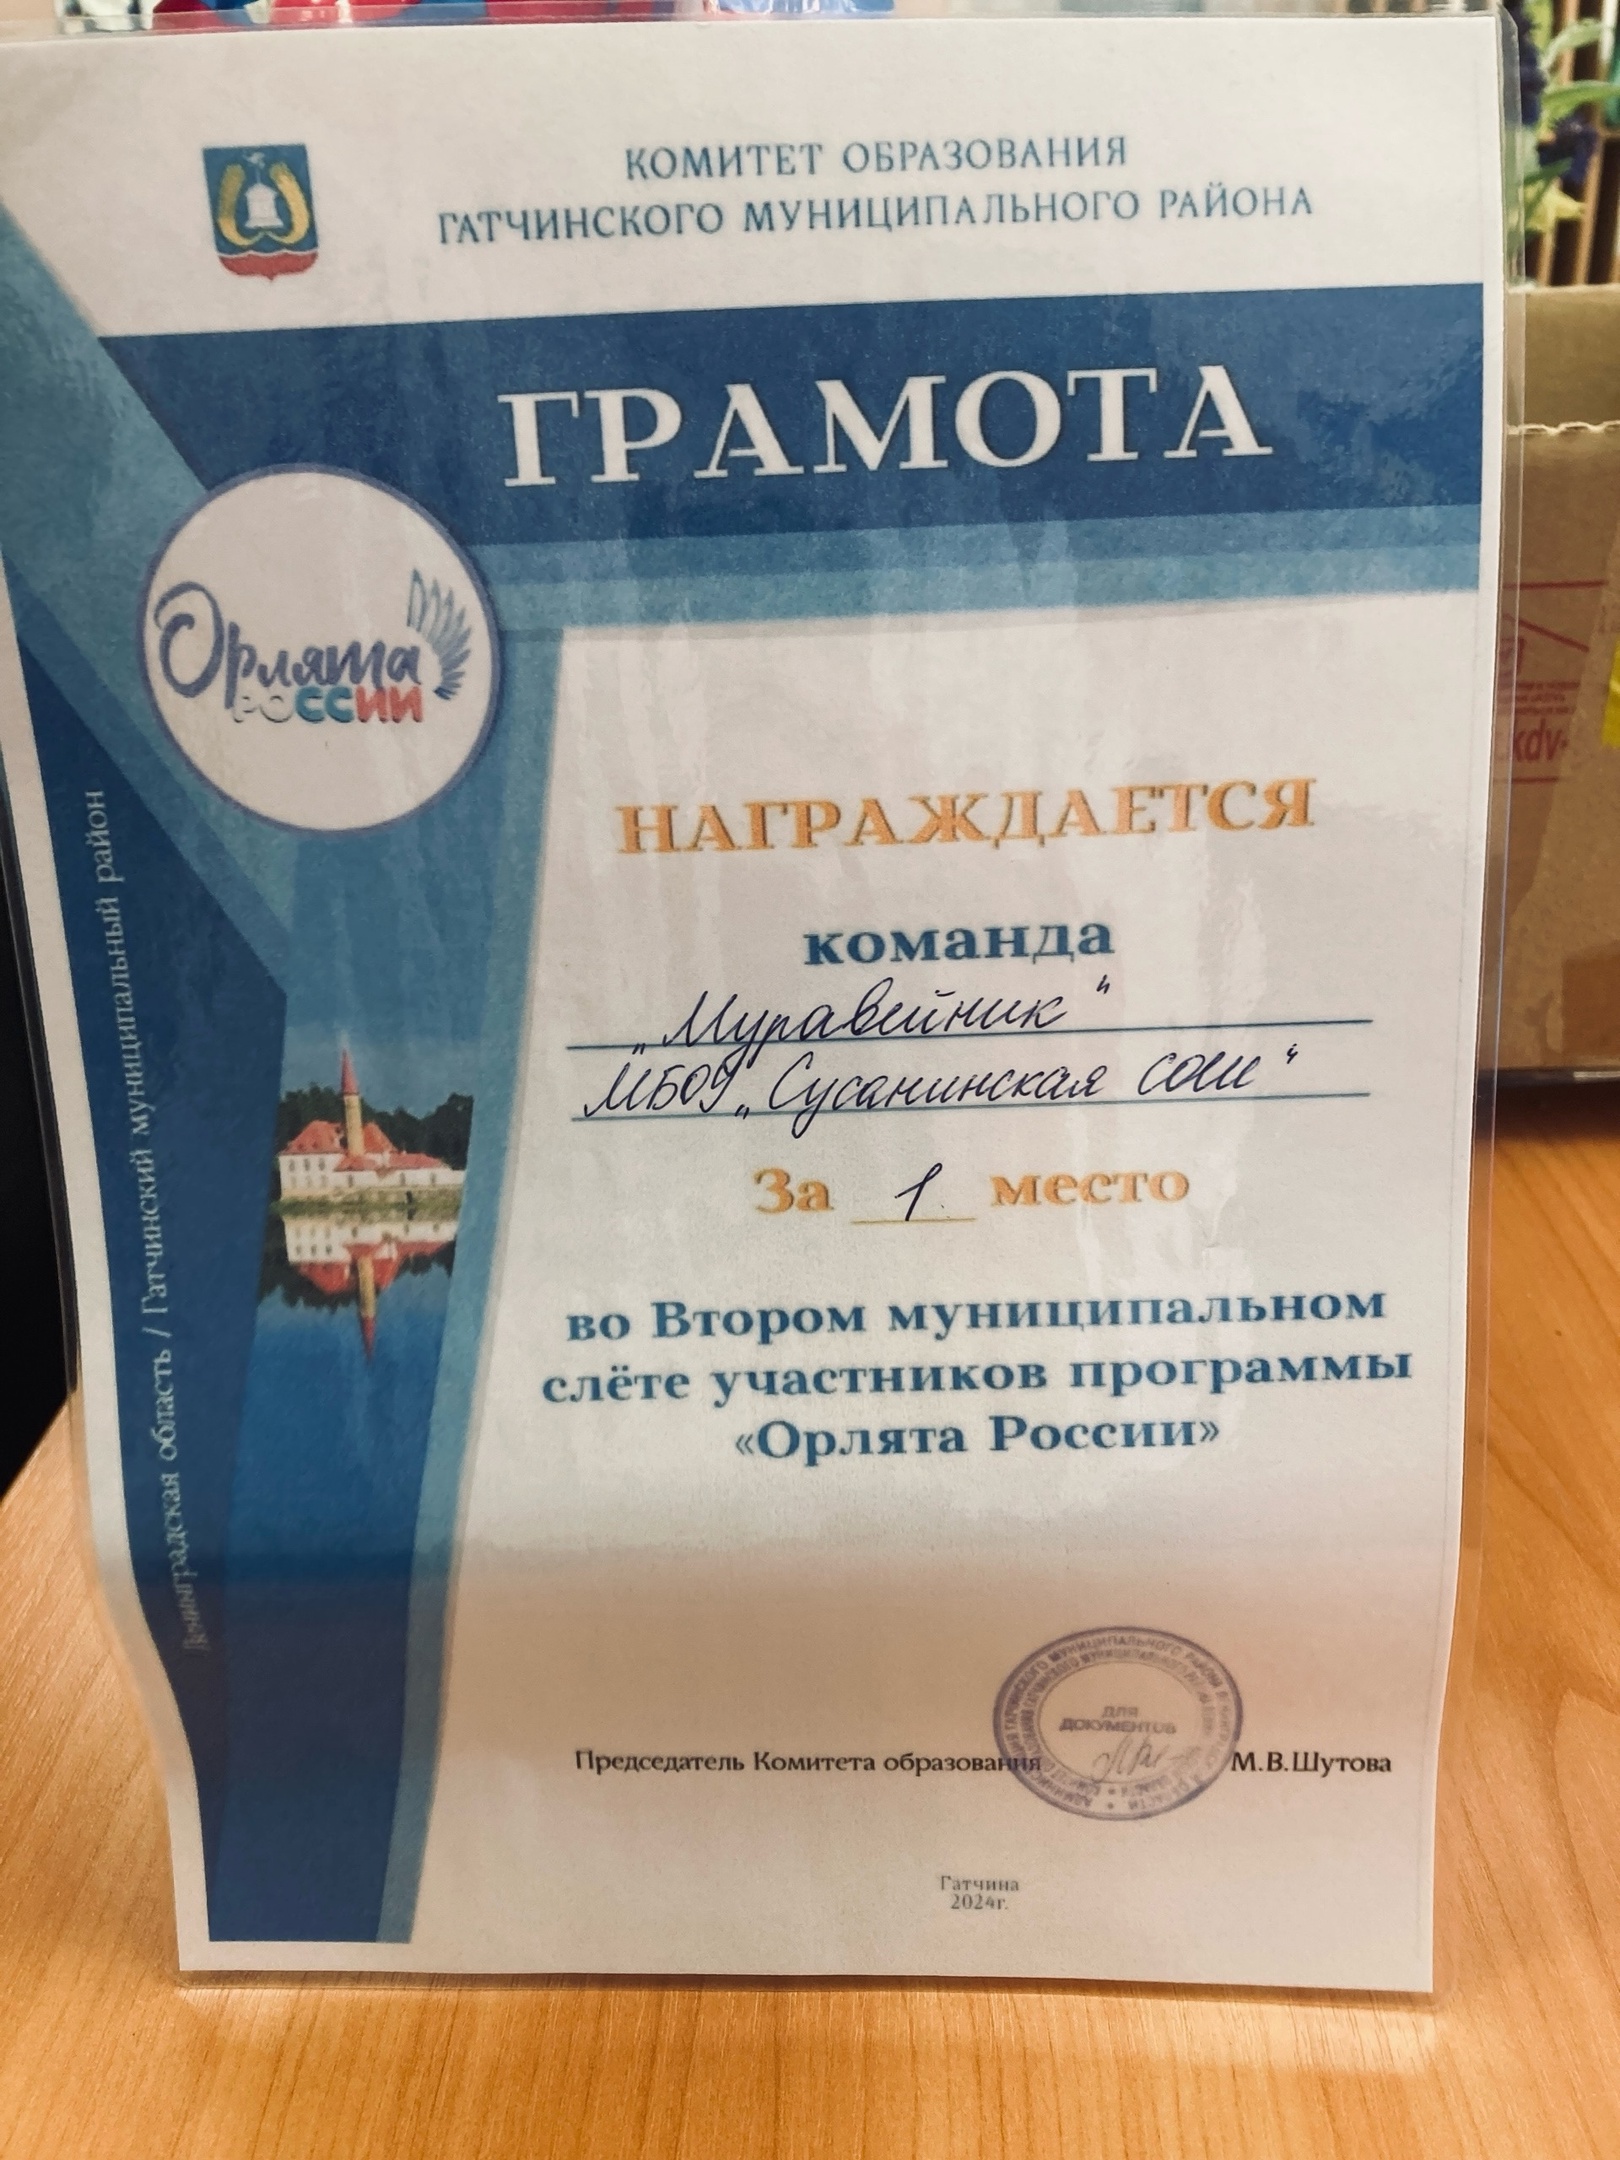 КОМИТЕТ ОБРАЗОВАНИЯ
ГАТЧИНСКОГО МУНИЦИПАЛЬНОГО РАЙОНА
ГРАМОТА
Орлята
РОССИИ
Ленинградская область / Гатчинский муниципальный район
НАГРАЖДАЕТСЯ
команда
„Муравейник“
МБОУ „Сусанинская СОШ“
За 1 место
во Втором муниципальном
слёте участников программы
«Орлята России»
ДЛЯ
ДОКУМЕНТОВ
Председатель Комитета образования М.В.Шутова
Гатчина
2024г.
kdv